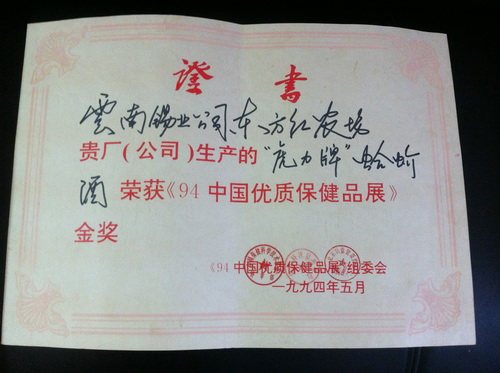 證 書
雲南錫业公司东方红农场
贵厂(公司)生产的"虎力牌"蛤蚧
酒 荣获《94 中国优质保健品展》
金奖
《94 中国优质保健品展》组委会
一九九四年五月